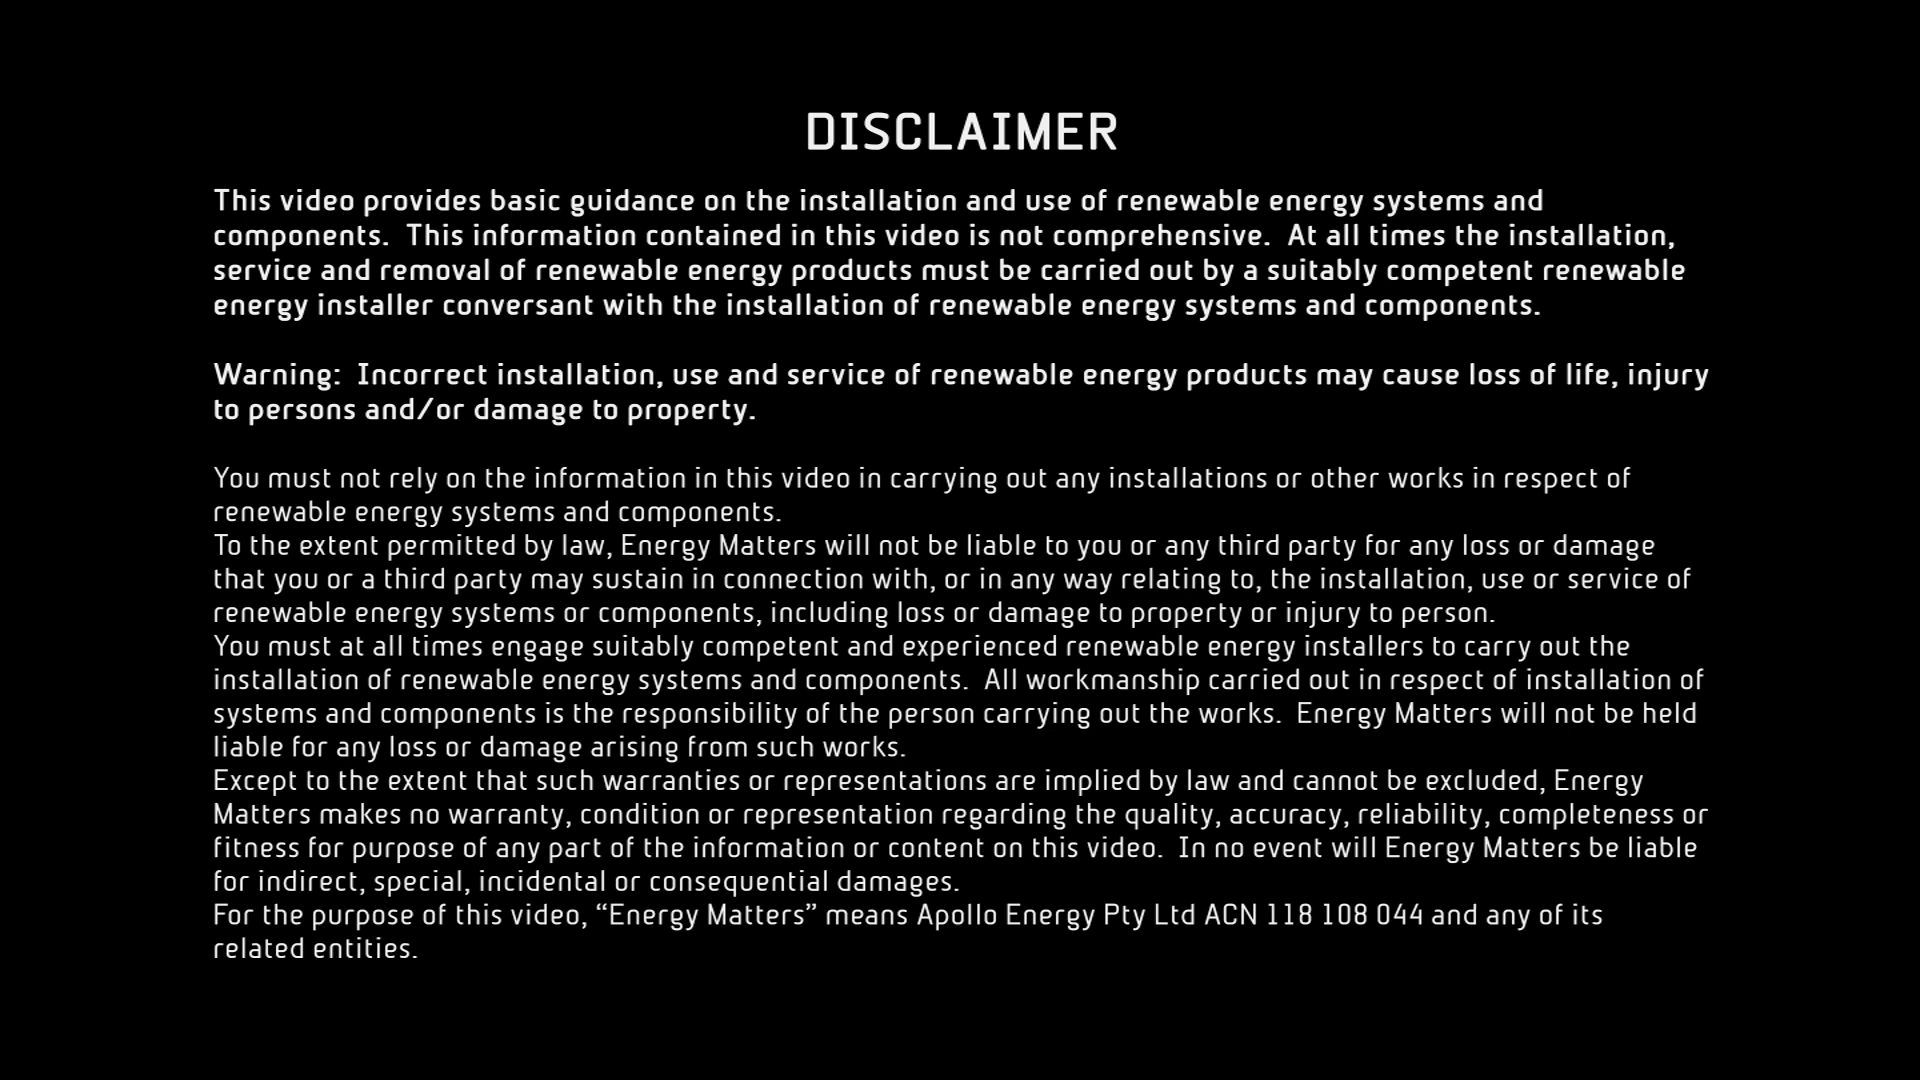 DISCLAIMER
This video provides basic guidance on the installation and use of renewable energy systems and
components.  This information contained in this video is not comprehensive.  At all times the installation,
service and removal of renewable energy products must be carried out by a suitably competent renewable
energy installer conversant with the installation of renewable energy systems and components.
Warning:  Incorrect installation, use and service of renewable energy products may cause loss of life, injury
to persons and/or damage to property.
You must not rely on the information in this video in carrying out any installations or other works in respect of
renewable energy systems and components.
To the extent permitted by law, Energy Matters will not be liable to you or any third party for any loss or damage
that you or a third party may sustain in connection with, or in any way relating to, the installation, use or service of
renewable energy systems or components, including loss or damage to property or injury to person.
You must at all times engage suitably competent and experienced renewable energy installers to carry out the
installation of renewable energy systems and components.  All workmanship carried out in respect of installation of
systems and components is the responsibility of the person carrying out the works.  Energy Matters will not be held
liable for any loss or damage arising from such works.
Except to the extent that such warranties or representations are implied by law and cannot be excluded, Energy
Matters makes no warranty, condition or representation regarding the quality, accuracy, reliability, completeness or
fitness for purpose of any part of the information or content on this video.  In no event will Energy Matters be liable
for indirect, special, incidental or consequential damages.
For the purpose of this video, “Energy Matters” means Apollo Energy Pty Ltd ACN 118 108 044 and any of its
related entities.